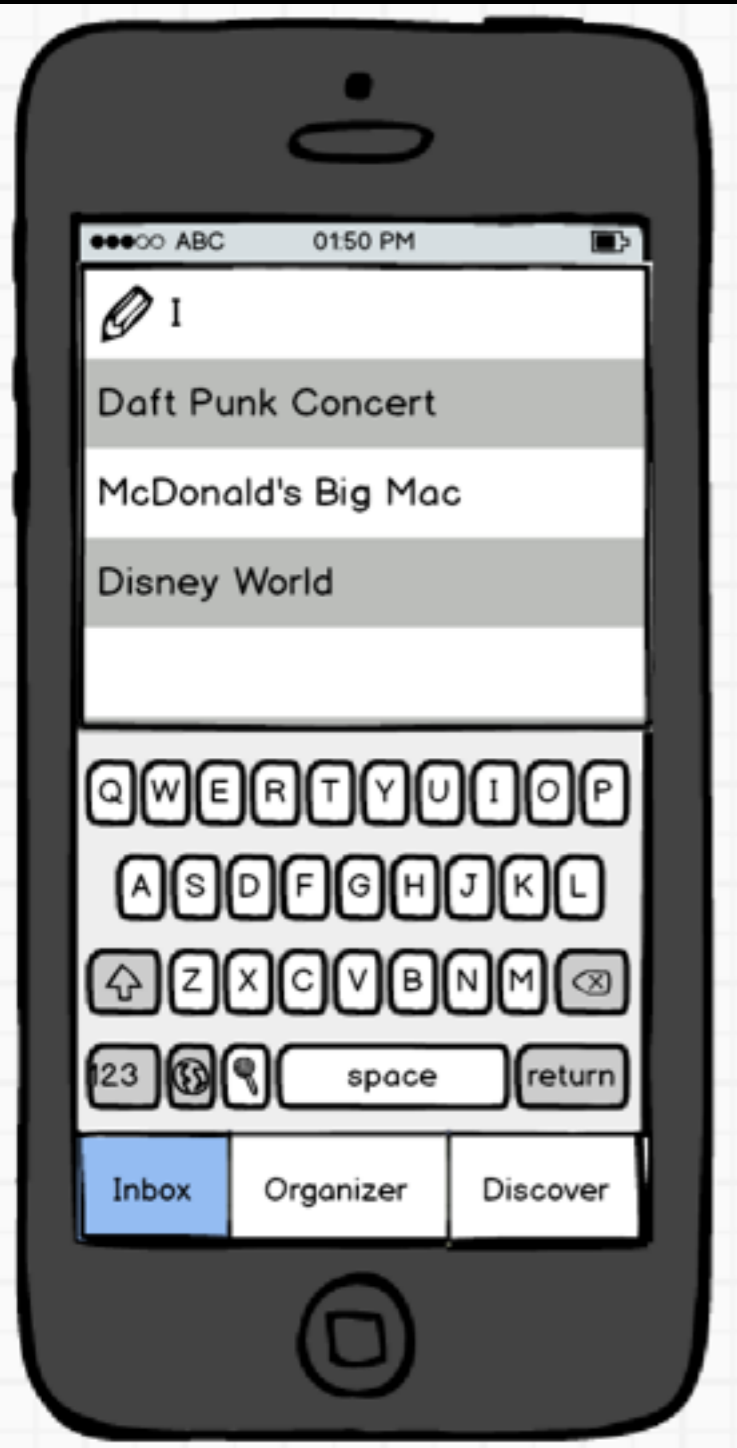 ABC 01:50 PM
I
Daft Punk Concert
McDonald's Big Mac
Disney World
Q W E R T Y U I O P
A S D F G H J K L
Z X C V B N M
123 space return
Inbox Organizer Discover